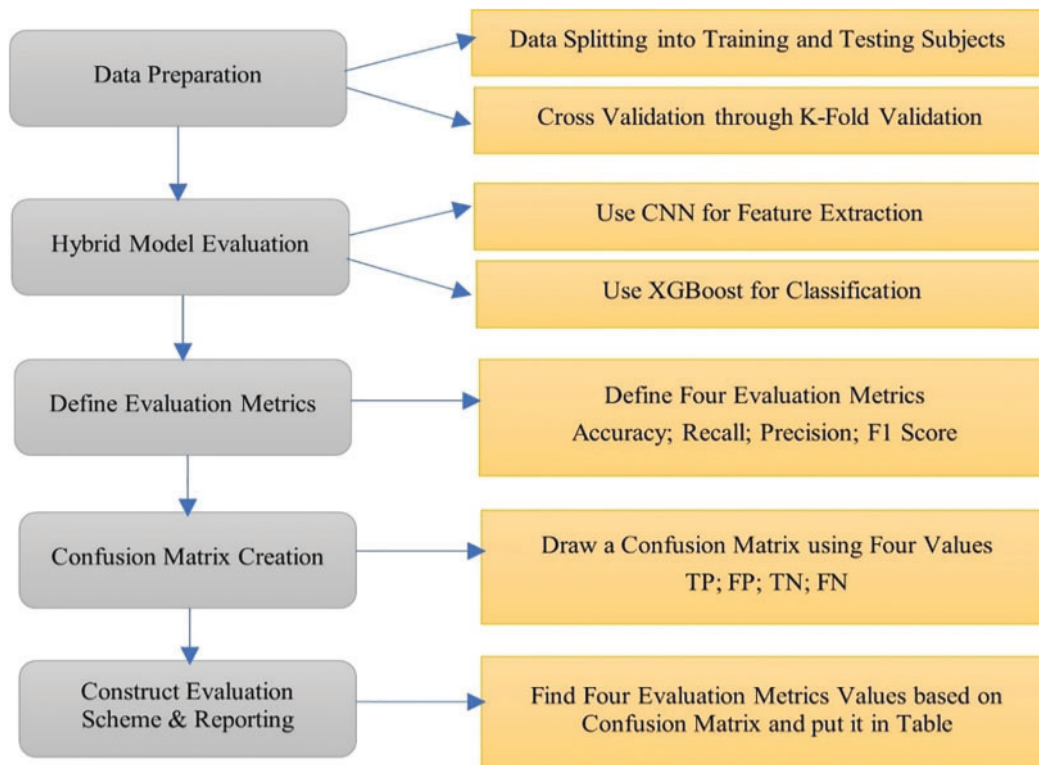 Data Preparation
Data Splitting into Training and Testing Subjects
Cross Validation through K-Fold Validation
Hybrid Model Evaluation
Use CNN for Feature Extraction
Use XGBoost for Classification
Define Evaluation Metrics
Define Four Evaluation Metrics
Accuracy; Recall; Precision; F1 Score
Confusion Matrix Creation
Draw a Confusion Matrix using Four Values
TP; FP; TN; FN
Construct Evaluation
Scheme & Reporting
Find Four Evaluation Metrics Values based on
Confusion Matrix and put it in Table